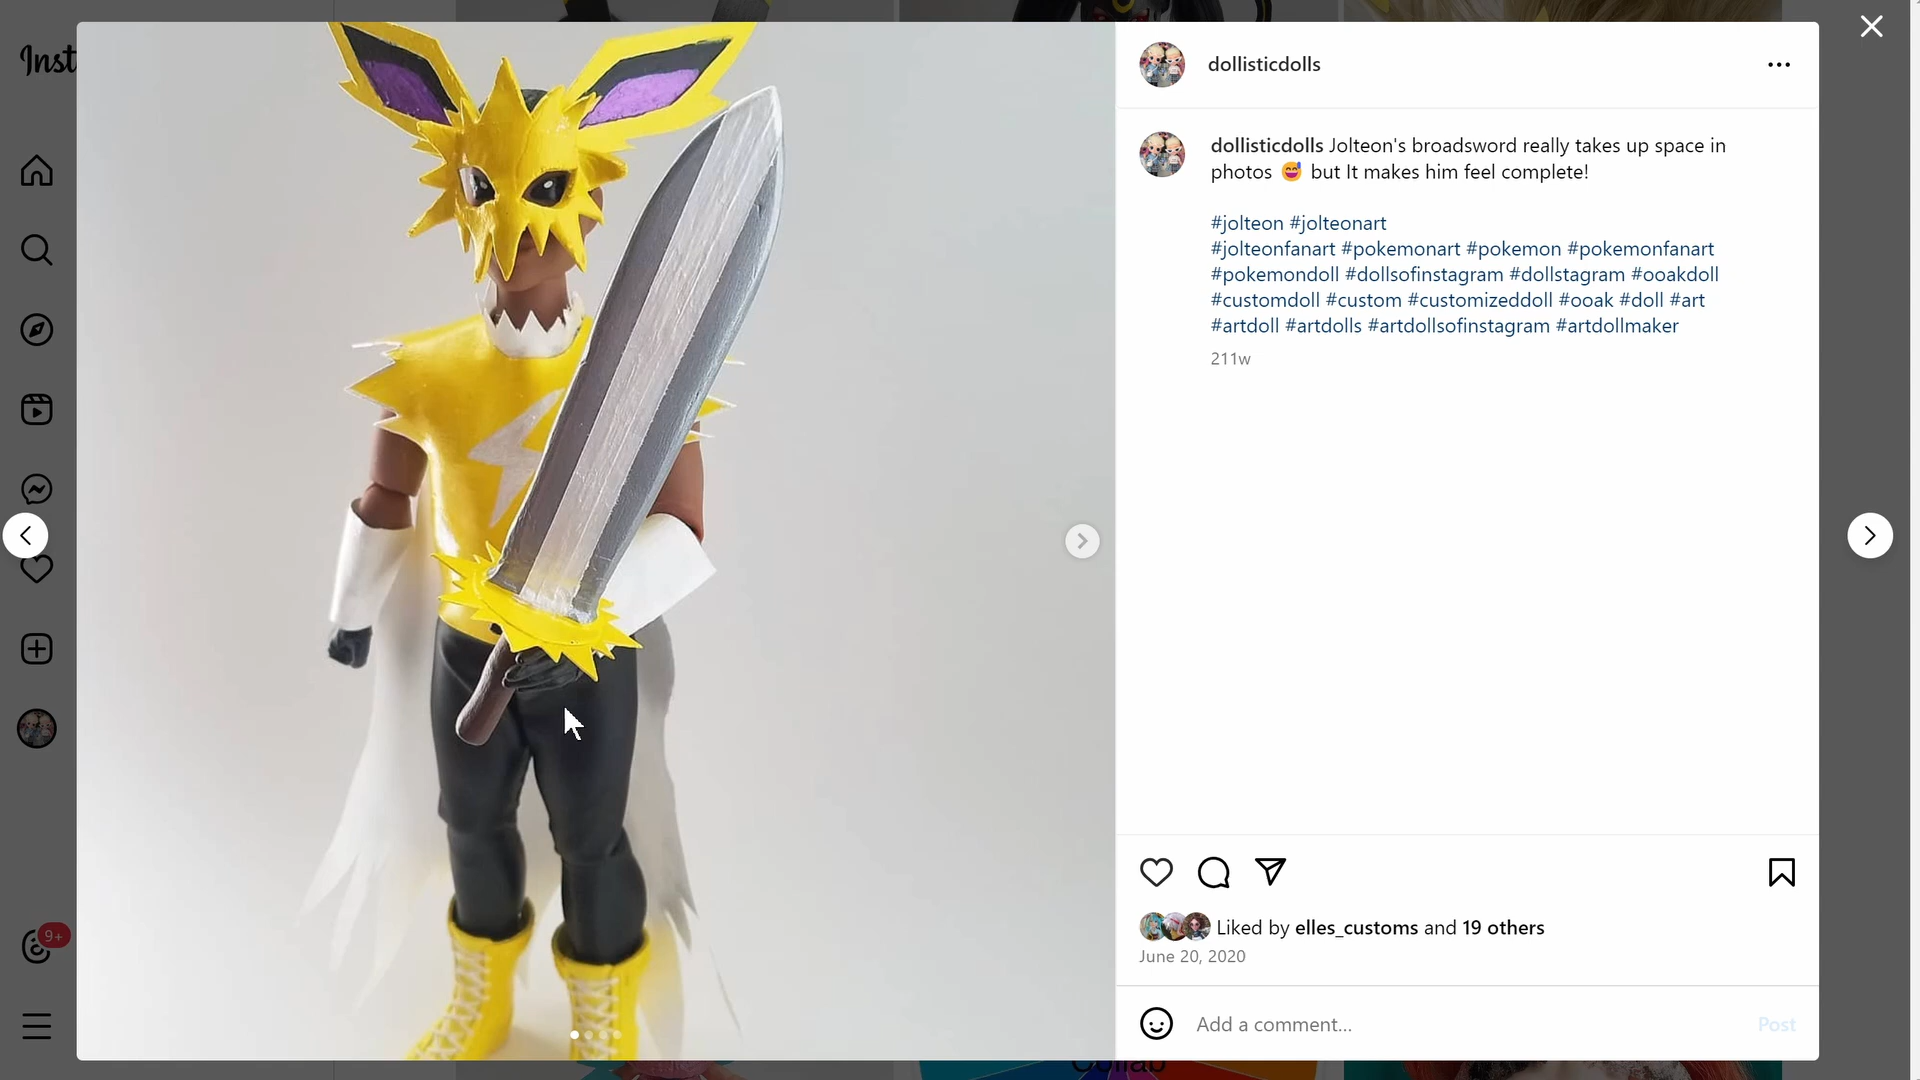 Inst
dollisticdolls
dollisticdolls Jolteon's broadsword really takes up space in
photos 😅 but It makes him feel complete!
#jolteon #jolteonart
#jolteonfanart #pokemonart #pokemon #pokemonfanart
#pokemondoll #dollsofinstagram #dollstagram #ooakdoll
#customdoll #custom #customizeddoll #ooak #doll #art
#artdoll #artdolls #artdollsofinstagram #artdollmaker
211w
9+
Liked by elles_customs and 19 others
June 20, 2020
Add a comment...
Post
Collab